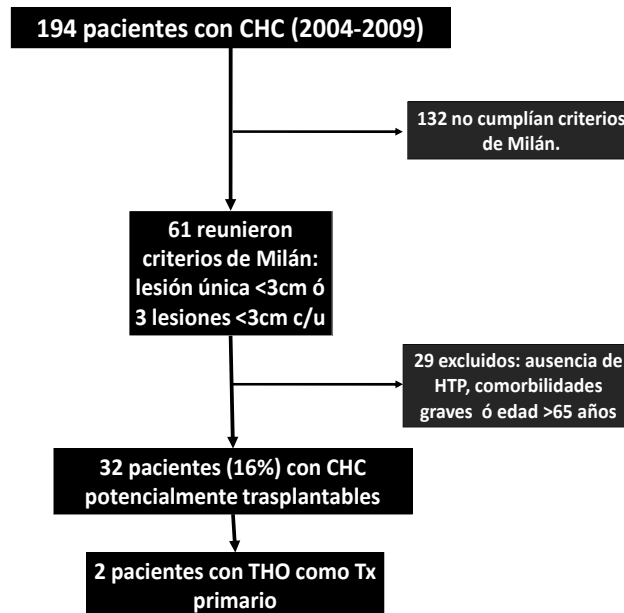 194 pacientes con CHC (2004-2009)
132 no cumplían criterios
de Milán.
61 reunieron
criterios de Milán:
lesión única <3cm ó
3 lesiones <3cm c/u
29 excluidos: ausencia de
HTP, comorbilidades
graves ó edad >65 años
32 pacientes (16%) con CHC
potencialmente trasplantables
2 pacientes con THO como Tx
primario